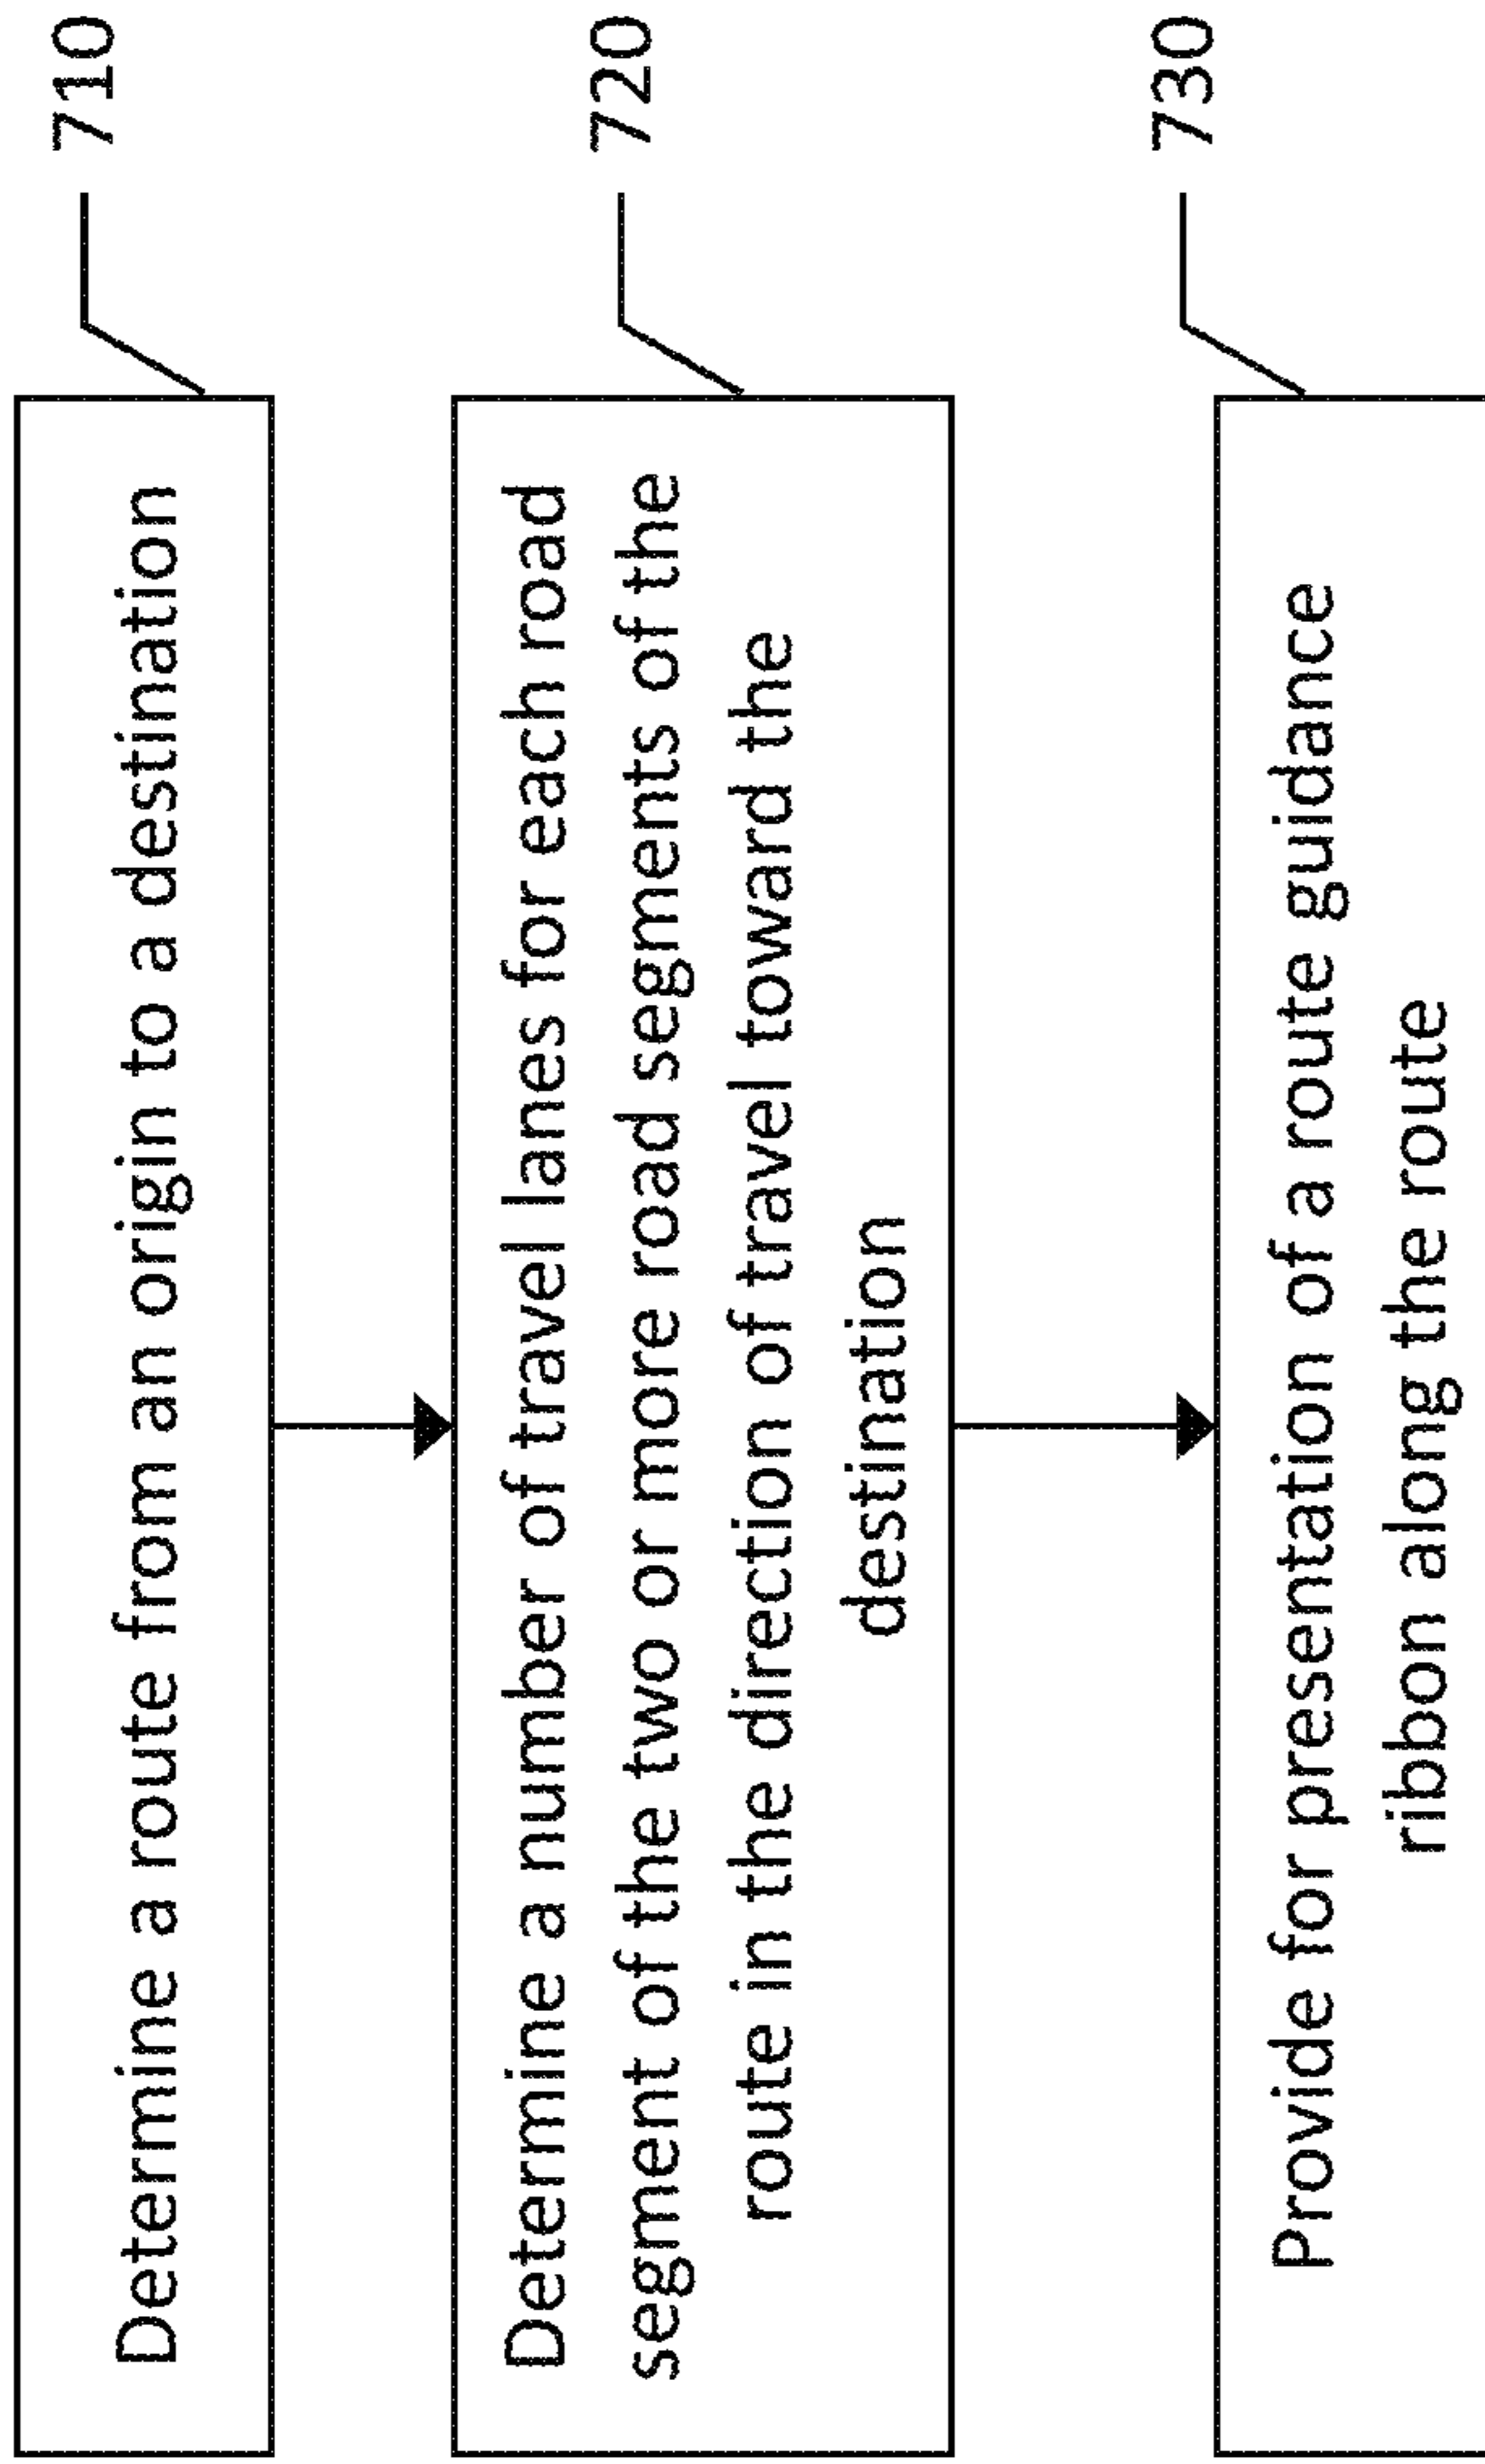 Determine a route from an origin to a destination
710
Determine a number of travel lanes for each road
segment of the two or more road segments of the
route in the direction of travel toward the
destination
720
Provide for presentation of a route guidance
ribbon along the route
730